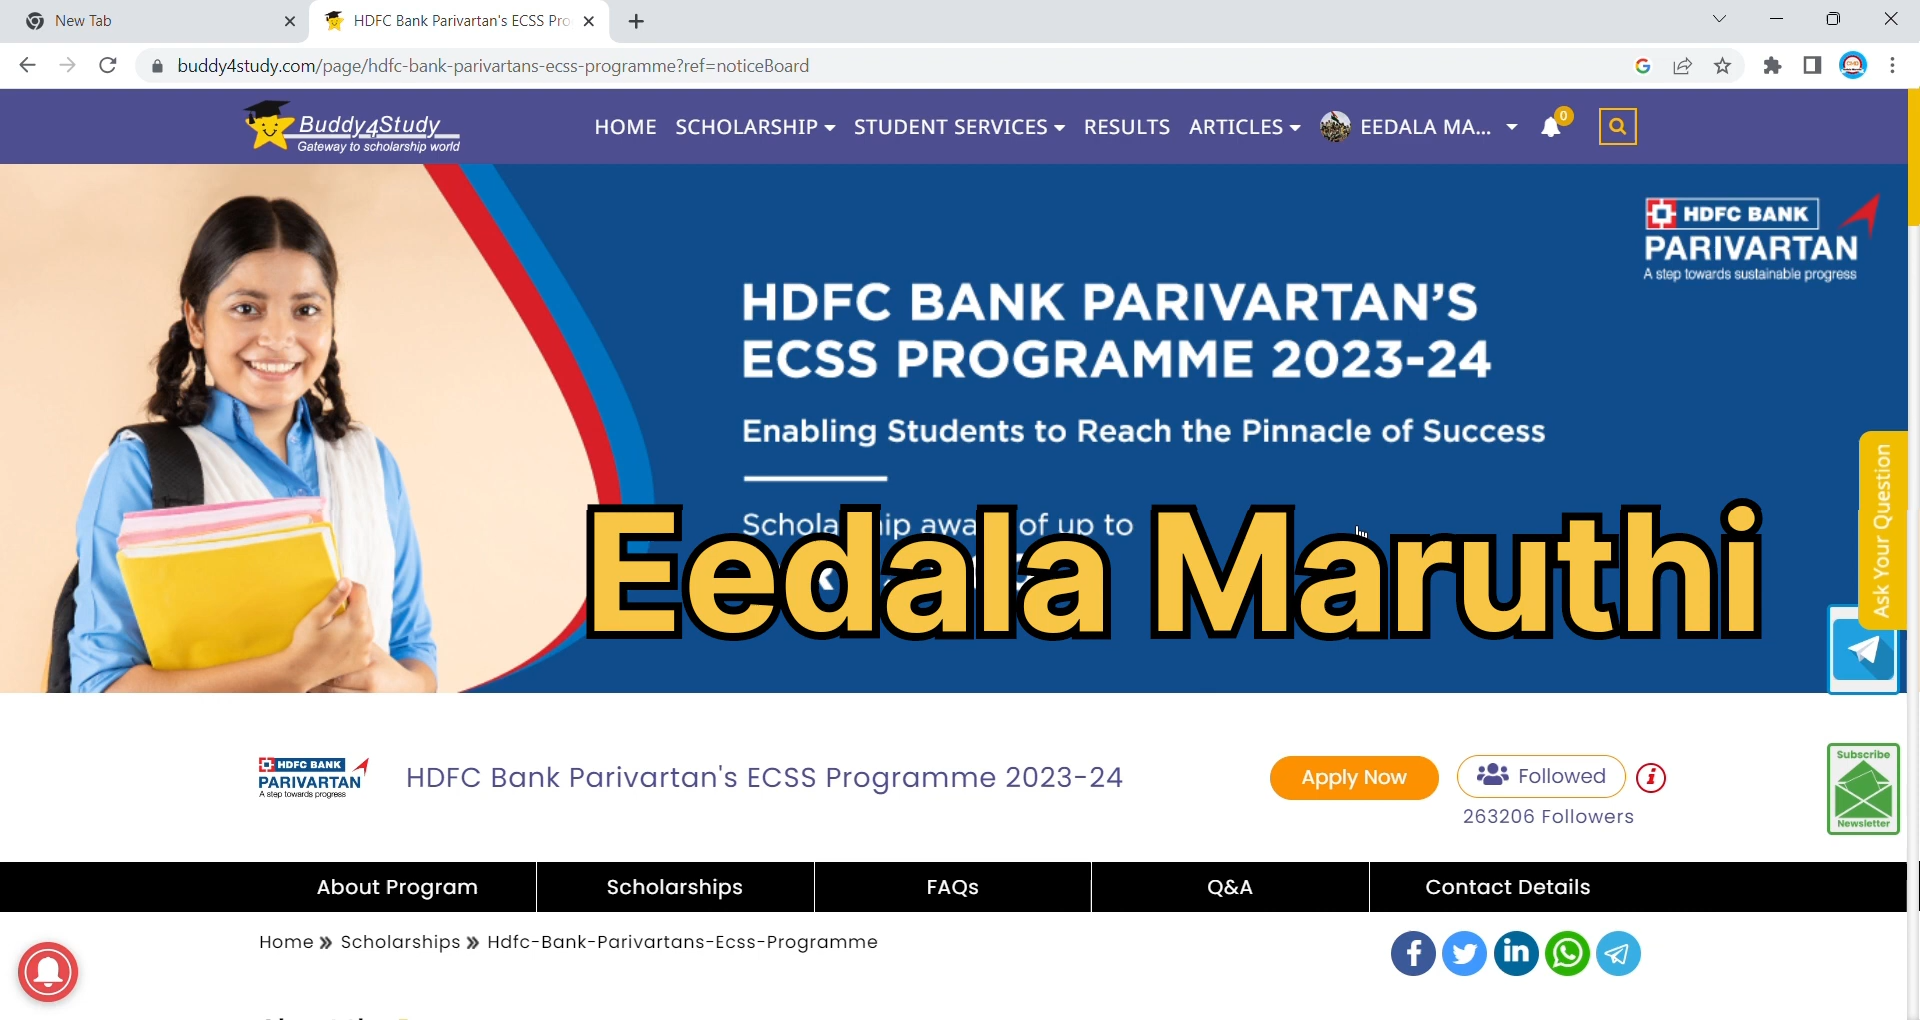 New Tab
HDFC Bank Parivartan's ECSS Pro
buddy4study.com/page/hdfc-bank-parivartans-ecss-programme?ref=noticeBoard
Buddy4Study
Gateway to scholarship world
HOME SCHOLARSHIP STUDENT SERVICES RESULTS ARTICLES EEDALA MA... 0
HDFC BANK
PARIVARTAN
A step towards sustainable progress
HDFC BANK PARIVARTAN'S
ECSS PROGRAMME 2023-24
Enabling Students to Reach the Pinnacle of Success
of up to
Eedala Maruthi
Ask Your Question
HDFC BANK
PARIVARTAN
A step towards progress
HDFC Bank Parivartan's ECSS Programme 2023-24
Apply Now
Followed
263206 Followers
Subscribe
Newsletter
About Program Scholarships FAQs Q&A Contact Details
Home » Scholarships » Hdfc-Bank-Parivartans-Ecss-Programme